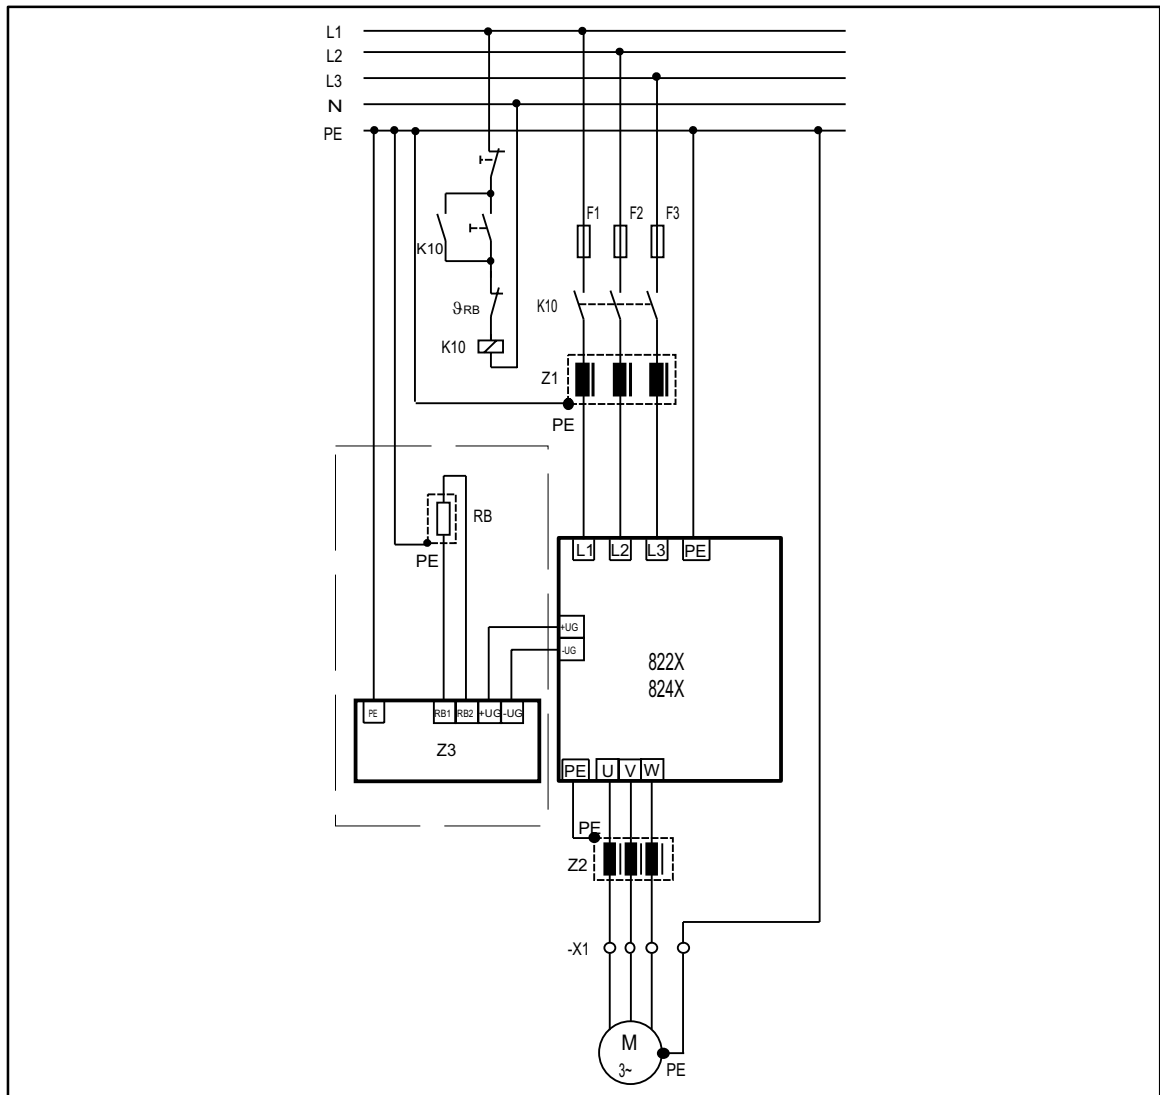 L1
L2
L3
N
PE
F1 F2 F3
K10
K10
ϑRB
K10
Z1
PE
RB
PE
L1 L2 L3 PE
+UG
-UG
822X
824X
PE RB1 RB2 +UG -UG
Z3
PE U V W
PE
Z2
-X1
M
3~
PE